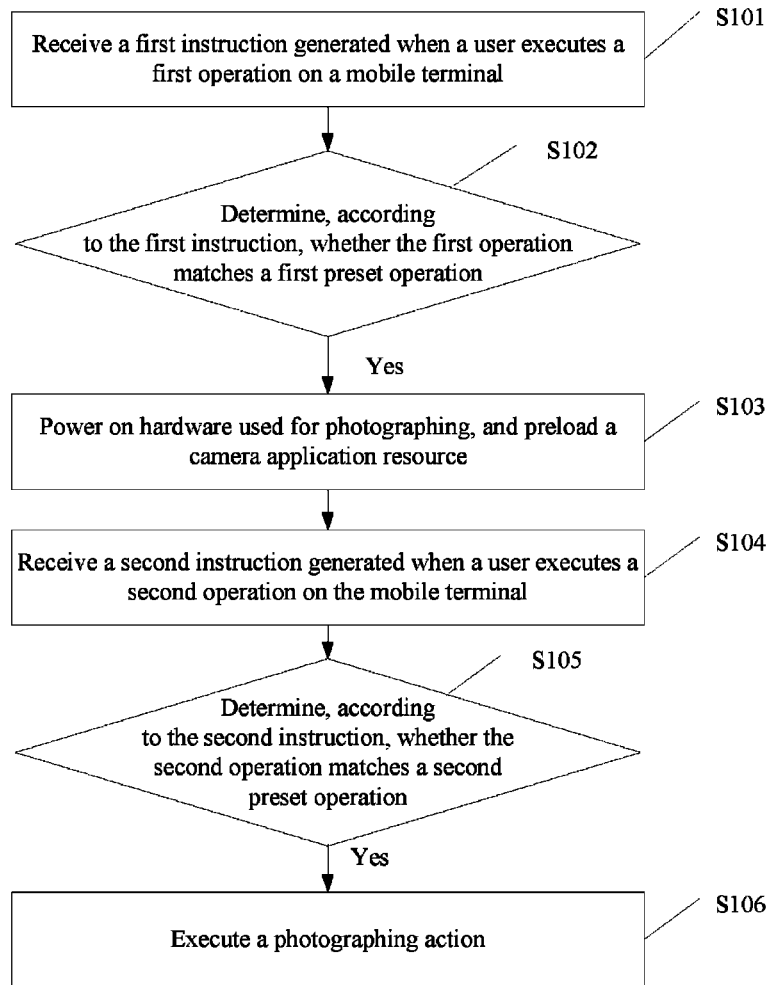 S101
Receive a first instruction generated when a user executes a
first operation on a mobile terminal
S102
Determine, according
to the first instruction, whether the first operation
matches a first preset operation
Yes
S103
Power on hardware used for photographing, and preload a
camera application resource
S104
Receive a second instruction generated when a user executes a
second operation on the mobile terminal
S105
Determine, according
to the second instruction, whether the
second operation matches a second
preset operation
Yes
S106
Execute a photographing action